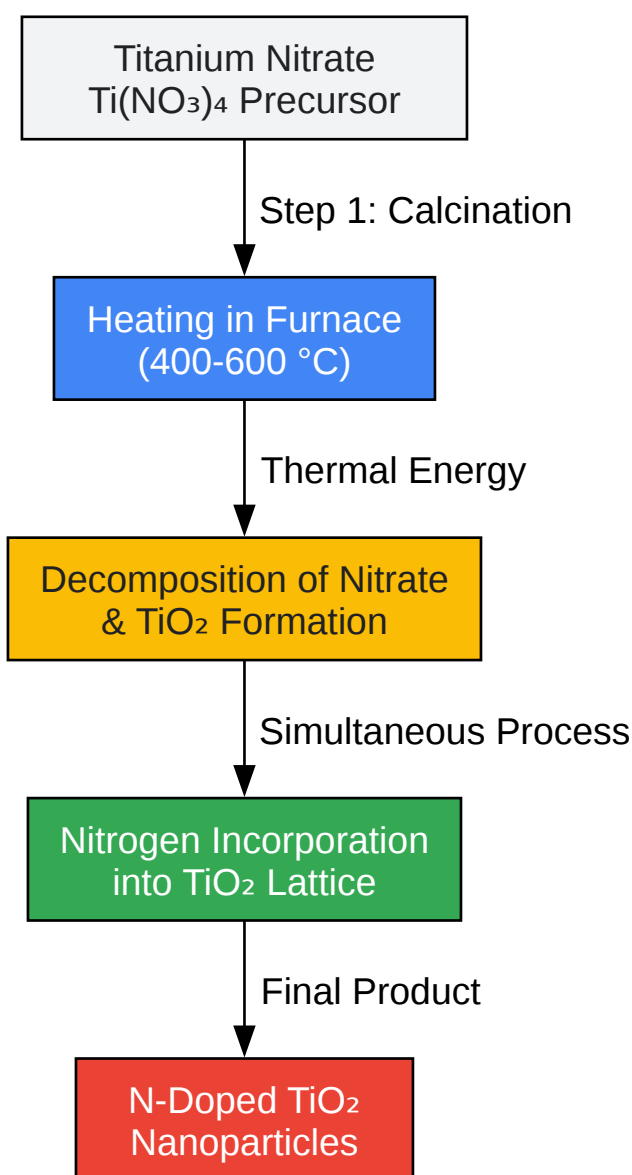 Titanium Nitrate
Ti(NO₃)₄ Precursor
Step 1: Calcination
Heating in Furnace
(400-600 °C)
Thermal Energy
Decomposition of Nitrate
& TiO₂ Formation
Simultaneous Process
Nitrogen Incorporation
into TiO₂ Lattice
Final Product
N-Doped TiO₂
Nanoparticles